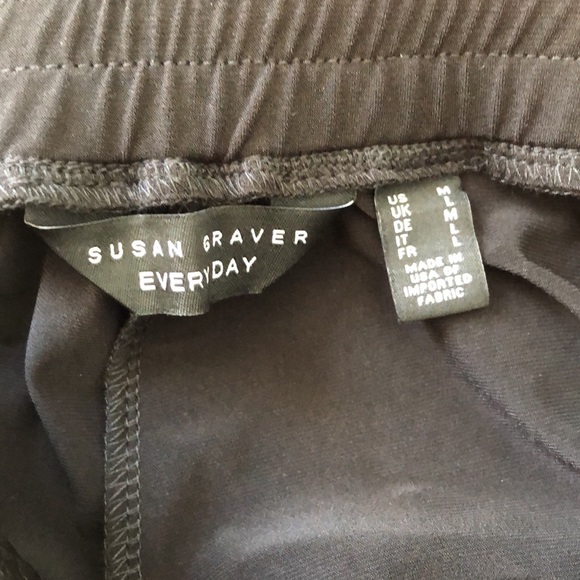 SUSAN GRAVER
EVERYDAY
US M
UK L
DE M
IT L
FR L
MADE IN
USA OF
IMPORTED
FABRIC